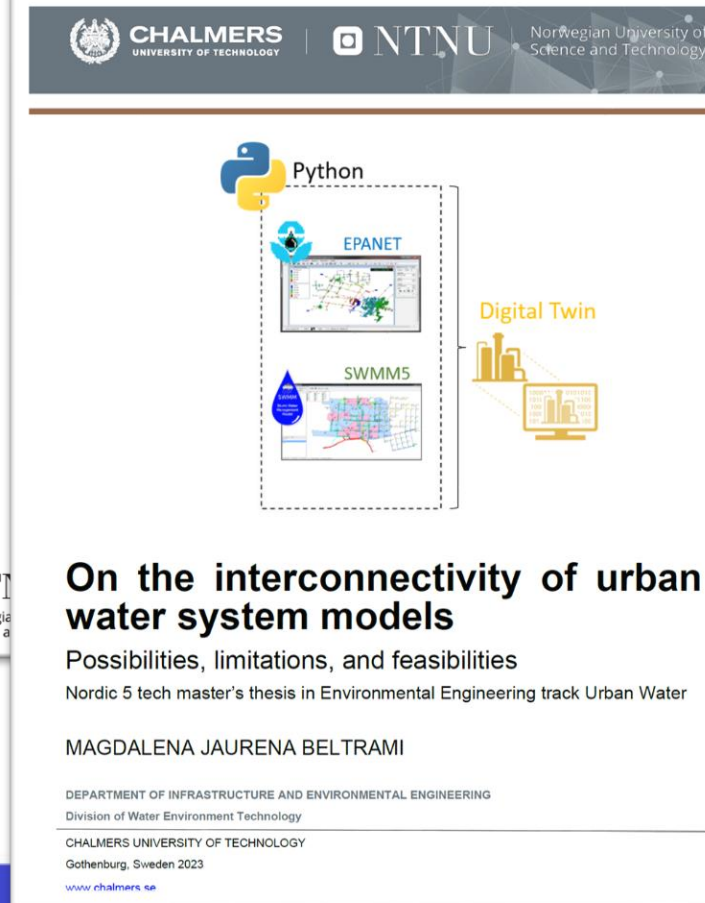 CHALMERS
UNIVERSITY OF TECHNOLOGY
NTNU
Norwegian University of
Science and Technology
Python
EPANET
SWMM5
SWMM
Digital Twin
On the interconnectivity of urban
water system models
Possibilities, limitations, and feasibilities
Nordic 5 tech master's thesis in Environmental Engineering track Urban Water
MAGDALENA JAURENA BELTRAMI
DEPARTMENT OF INFRASTRUCTURE AND ENVIRONMENTAL ENGINEERING
Division of Water Environment Technology
CHALMERS UNIVERSITY OF TECHNOLOGY
Gothenburg, Sweden 2023
www.chalmers.se